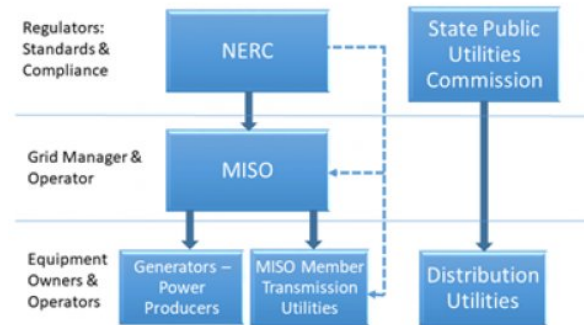 Regulators:
Standards &
Compliance
NERC
State Public
Utilities
Commission
Grid Manager &
Operator
MISO
Equipment
Owners &
Operators
Generators –
Power
Producers
MISO Member
Transmission
Utilities
Distribution
Utilities